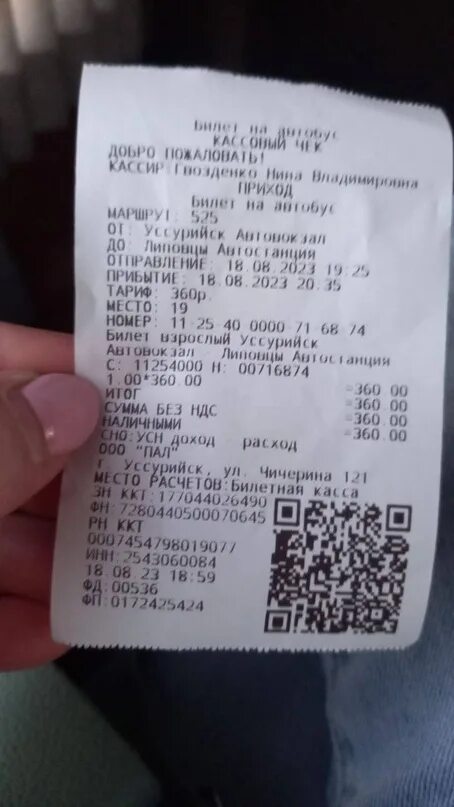 Билет на автобус
КАССОВЫЙ ЧЕК
ДОБРО ПОЖАЛОВАТЬ!
КАССИР: Гвозденко Нина Владимировна
ПРИХОД
Билет на автобус
МАРШРУТ: 525
ОТ: Уссурийск Автовокзал
ДО: Липовцы Автостанция
ОТПРАВЛЕНИЕ: 18.08.2023 19:25
ПРИБЫТИЕ: 18.08.2023 20:35
ТАРИФ: 360р.
МЕСТО: 19
НОМЕР: 11 25 40 0000 71 68 74
Билет взрослый Уссурийск
Автовокзал Липовцы Автостанция
С: 11254000 Н: 00716874
1.00*360.00 =360.00
ИТОГ =360.00
СУММА БЕЗ НДС =360.00
НАЛИЧНЫМИ =360.00
СНО:УСН доход расход
ООО "ПАЛ"
г. Уссурийск, ул. Чичерина 121
МЕСТО РАСЧЕТОВ:Билетная касса
ЗН ККТ:177044026490
ФН:7280440500070645
РН ККТ
0007454798019077
ИНН:2543060084
18.08.23 18:59
ФД:00536
ФП:0172425424